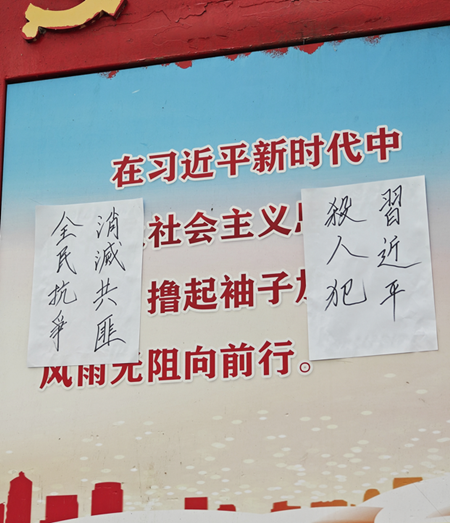 在习近平新时代中
社会主义
撸起袖子
风雨无阻向前行。
消滅共匪
全民抗爭
習近平
殺人犯